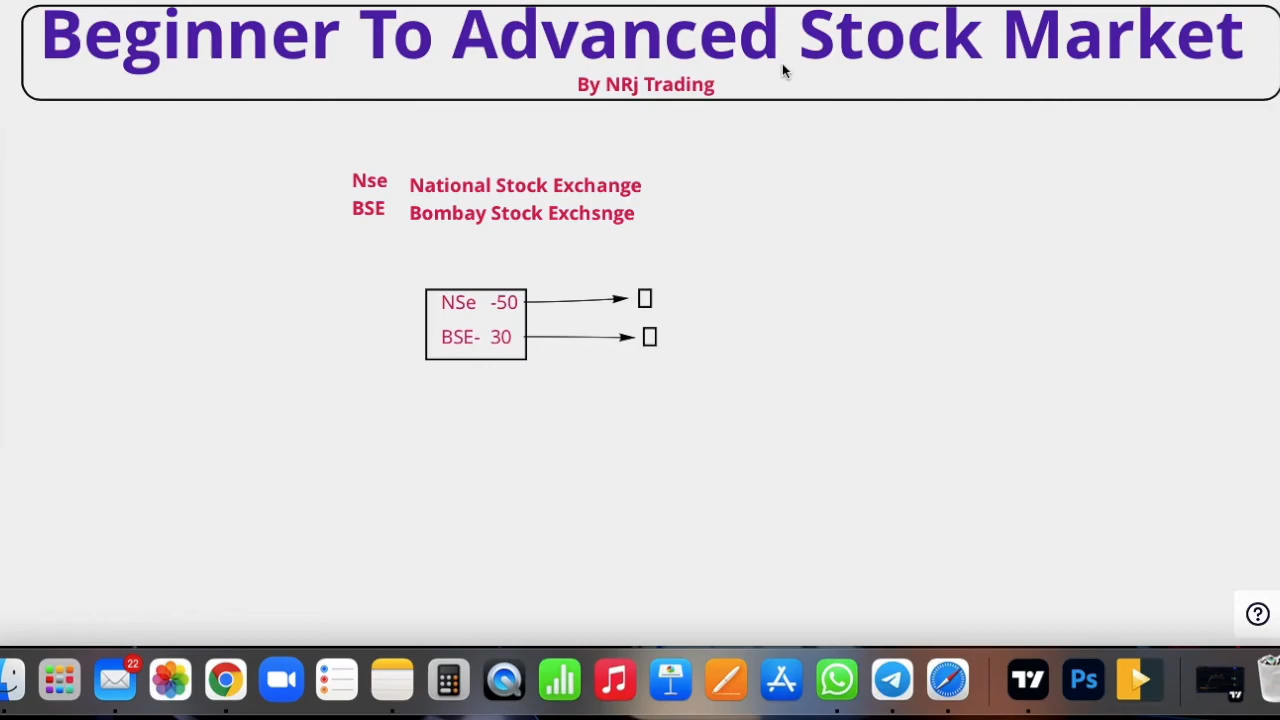 Beginner To Advanced Stock Market
By NRj Trading
Nse National Stock Exchange
BSE Bombay Stock Exchsnge
NSe -50
BSE- 30
22
Ps